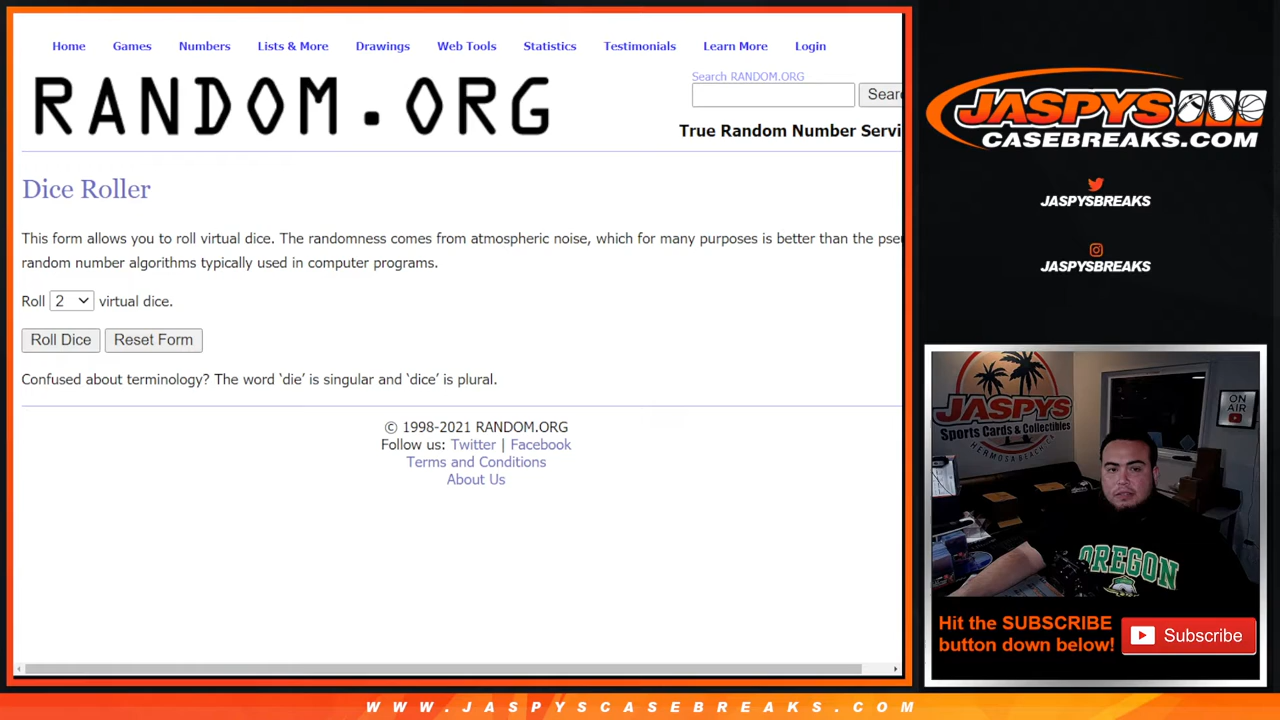 Home Games Numbers Lists & More Drawings Web Tools Statistics Testimonials Learn More Login
RANDOM.ORG
Search RANDOM.ORG
Sear
True Random Number Servi
Dice Roller
This form allows you to roll virtual dice. The randomness comes from atmospheric noise, which for many purposes is better than the pse
random number algorithms typically used in computer programs.
Roll 2 virtual dice.
Roll Dice Reset Form
Confused about terminology? The word ‘die’ is singular and ‘dice’ is plural.
© 1998-2021 RANDOM.ORG
Follow us: Twitter | Facebook
Terms and Conditions
About Us
JASPYS
CASEBREAKS.COM
JASPYSBREAKS
JASPYSBREAKS
JASPYS
Sports Cards & Collectibles
HERMOSA BEACH, CA
ON
AIR
OREGON
Hit the SUBSCRIBE
button down below!
Subscribe
WWW.JASPYSCASEBREAKS.COM